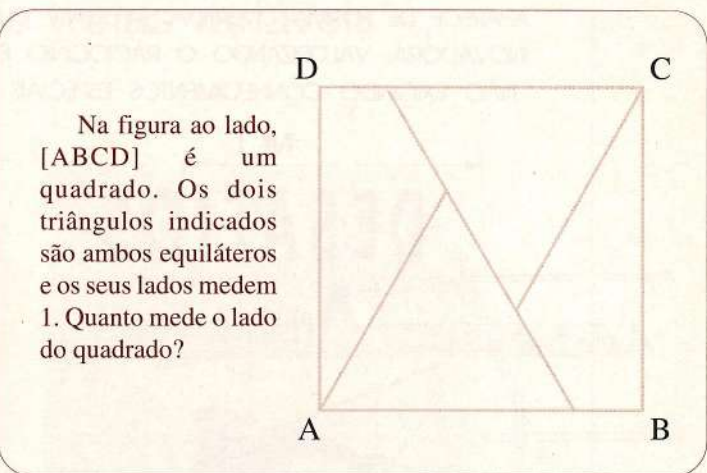 D
C
Na figura ao lado,
[ABCD] é um
quadrado. Os dois
triângulos indicados
são ambos equiláteros
e os seus lados medem
1. Quanto mede o lado
do quadrado?
A
B